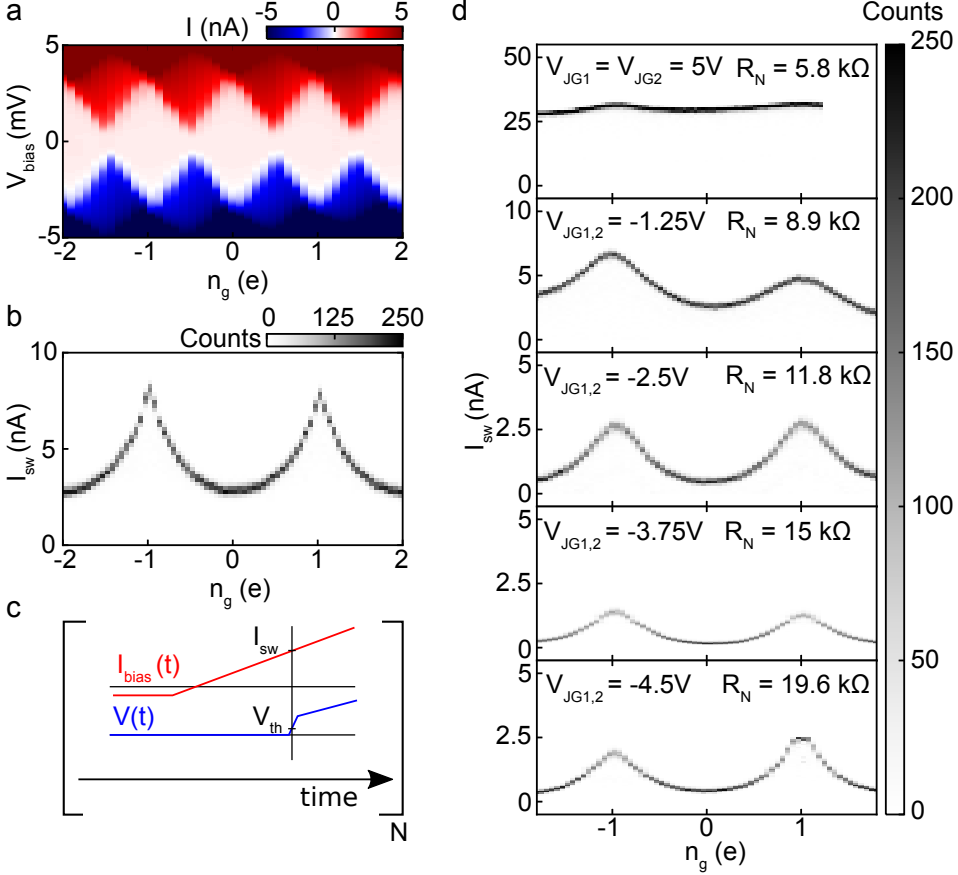 a
I (nA)
-5 0 5
V_bias (mV)
5
0
-5
-2 -1 0 1 2
n_g (e)
b
Counts
0 125 250
I_sw (nA)
10
5
0
-2 -1 0 1 2
n_g (e)
c
I_sw
I_bias (t)
V(t)
V_th
time
N
d
Counts
I_sw (nA)
50
25
0
V_JG1 = V_JG2 = 5V R_N = 5.8 kΩ
10
5
0
V_JG1,2 = -1.25V R_N = 8.9 kΩ
5
2.5
0
V_JG1,2 = -2.5V R_N = 11.8 kΩ
5
2.5
0
V_JG1,2 = -3.75V R_N = 15 kΩ
5
2.5
0
V_JG1,2 = -4.5V R_N = 19.6 kΩ
-1 0 1
n_g (e)
250
200
150
100
50
0